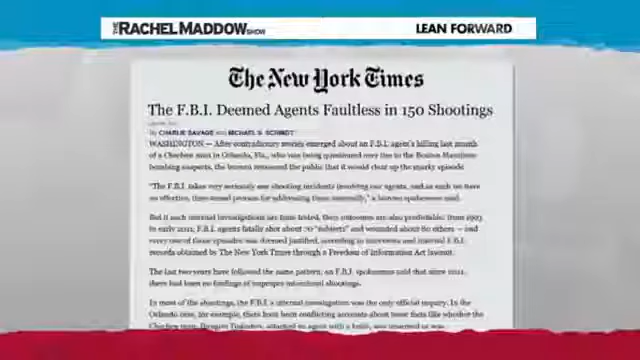 THE RACHEL MADDOW SHOW
LEAN FORWARD
The New York Times
The F.B.I. Deemed Agents Faultless in 150 Shootings
By CHARLIE SAVAGE and MICHAEL S. SCHMIDT
WASHINGTON — After contradictory stories emerged about an F.B.I. agent's killing last month
of a Chechen man in Orlando, Fla., who was being questioned over ties to the Boston Marathon
bombing suspects, the bureau reassured the public that it would clear up the murky episode.
"The F.B.I. takes very seriously any shooting incidents involving our agents, and as such we have
an effective, time-tested process for addressing them internally," a bureau spokesman said.
But if such internal investigations are time-tested, their outcomes are also predictable: from 1993
to early 2011, F.B.I. agents fatally shot about 70 "subjects" and wounded about 80 others — and
every one of those episodes was deemed justified, according to interviews and internal F.B.I.
records obtained by The New York Times through a Freedom of Information Act lawsuit.
The last two years have followed the same pattern: an F.B.I. spokesman said that since 2011,
there had been no findings of improper intentional shootings.
In most of the shootings, the F.B.I.'s internal investigation was the only official inquiry. In the
Orlando case, for example, there have been conflicting accounts about basic facts like whether the
Chechen man, Ibragim Todashev, attacked an agent with a knife, was unarmed or was